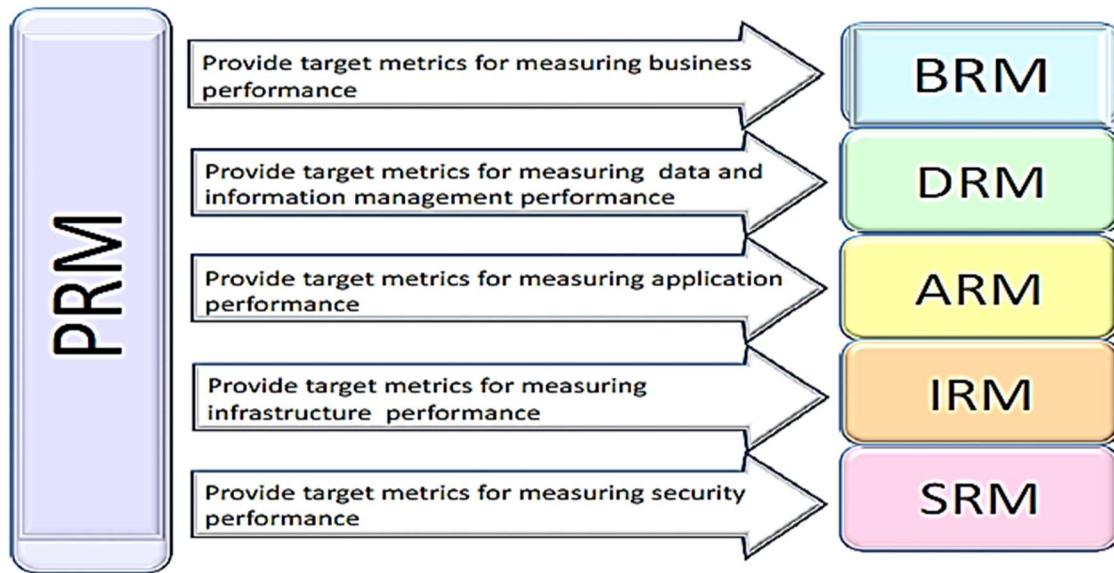 PRM
Provide target metrics for measuring business
performance
BRM
Provide target metrics for measuring data and
information management performance
DRM
Provide target metrics for measuring application
performance
ARM
Provide target metrics for measuring
infrastructure performance
IRM
Provide target metrics for measuring security
performance
SRM